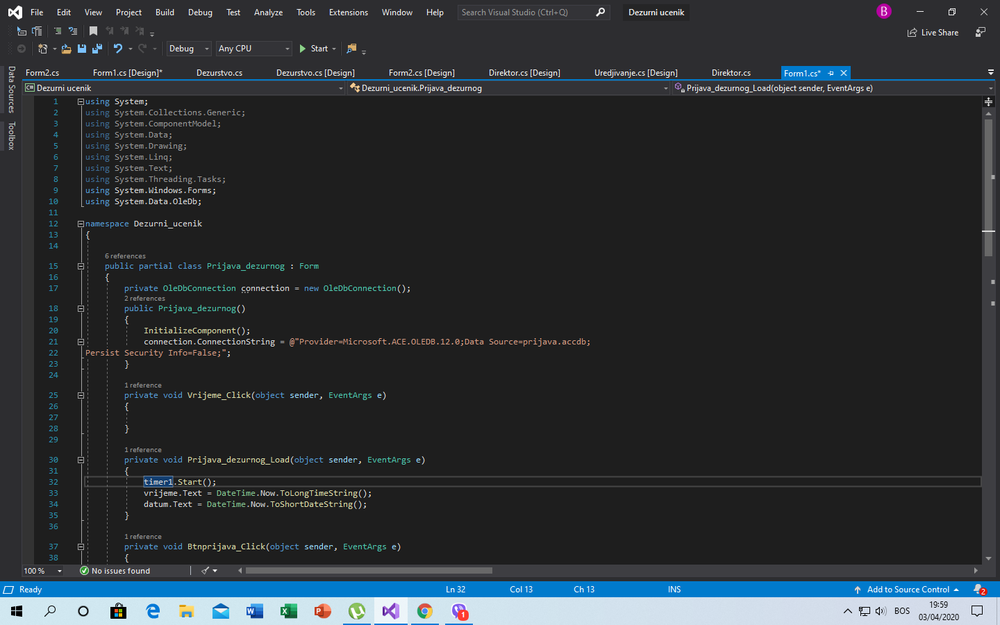 File Edit View Project Build Debug Test Analyze Tools Extensions Window Help Search Visual Studio (Ctrl+Q) Dezurni ucenik B
Live Share
Debug Any CPU Start
Form2.cs Form1.cs [Design]* Dezurstvo.cs Dezurstvo.cs [Design] Form2.cs [Design] Direktor.cs [Design] Uredjivanje.cs [Design] Direktor.cs Form1.cs*
Data Sources
Toolbox
C# Dezurni ucenik Dezurni_ucenik.Prijava_dezurnog Prijava_dezurnog_Load(object sender, EventArgs e)
1 using System;
2 using System.Collections.Generic;
3 using System.ComponentModel;
4 using System.Data;
5 using System.Drawing;
6 using System.Linq;
7 using System.Text;
8 using System.Threading.Tasks;
9 using System.Windows.Forms;
10 using System.Data.OleDb;
11
12 namespace Dezurni_ucenik
13 {
14
6 references
15 public partial class Prijava_dezurnog : Form
16 {
17 private OleDbConnection connection = new OleDbConnection();
2 references
18 public Prijava_dezurnog()
19 {
20 InitializeComponent();
21 connection.ConnectionString = @"Provider=Microsoft.ACE.OLEDB.12.0;Data Source=prijava.accdb;
22 Persist Security Info=False;";
23 }
24
1 reference
25 private void Vrijeme_Click(object sender, EventArgs e)
26 {
27
28 }
29
1 reference
30 private void Prijava_dezurnog_Load(object sender, EventArgs e)
31 {
32 timer1.Start();
33 vrijeme.Text = DateTime.Now.ToLongTimeString();
34 datum.Text = DateTime.Now.ToShortDateString();
35 }
36
1 reference
37 private void Btnprijava_Click(object sender, EventArgs e)
38 {
100 % No issues found
Ready Ln 32 Col 13 Ch 13 INS Add to Source Control 2
1 BOS 19:59
03/04/2020